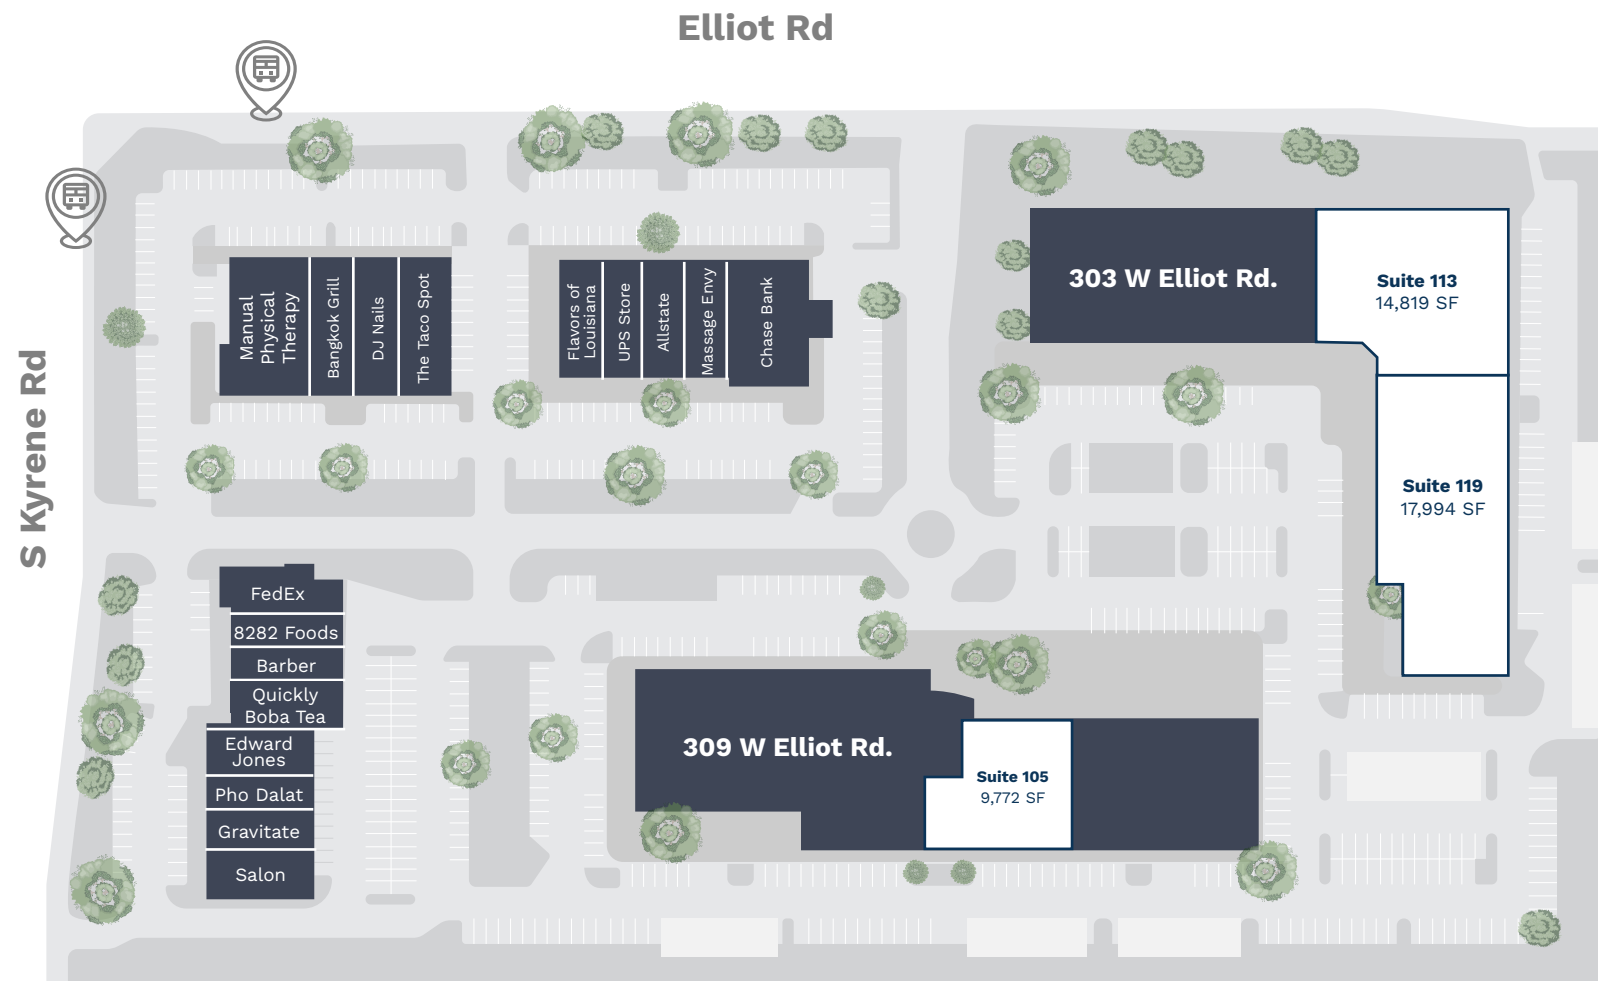 Elliot Rd
S Kyrene Rd
Manual
Physical
Therapy
Bangkok Grill
DJ Nails
The Taco Spot
Flavors of
Louisiana
UPS Store
Allstate
Massage Envy
Chase Bank
303 W Elliot Rd.
Suite 113
14,819 SF
Suite 119
17,994 SF
FedEx
8282 Foods
Barber
Quickly
Boba Tea
Edward
Jones
Pho Dalat
Gravitate
Salon
309 W Elliot Rd.
Suite 105
9,772 SF